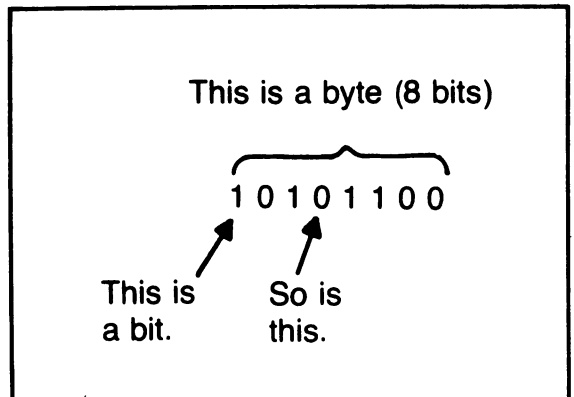 This is a byte (8 bits)
1 0 1 0 1 1 0 0
This is
a bit.
So is
this.